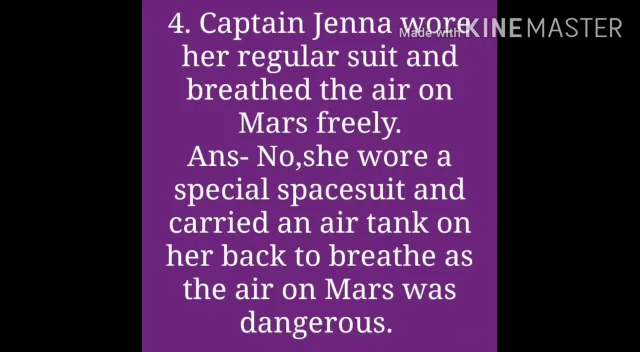 4. Captain Jenna wore
Made with KINEMASTER
her regular suit and
breathed the air on
Mars freely.
Ans- No,she wore a
special spacesuit and
carried an air tank on
her back to breathe as
the air on Mars was
dangerous.